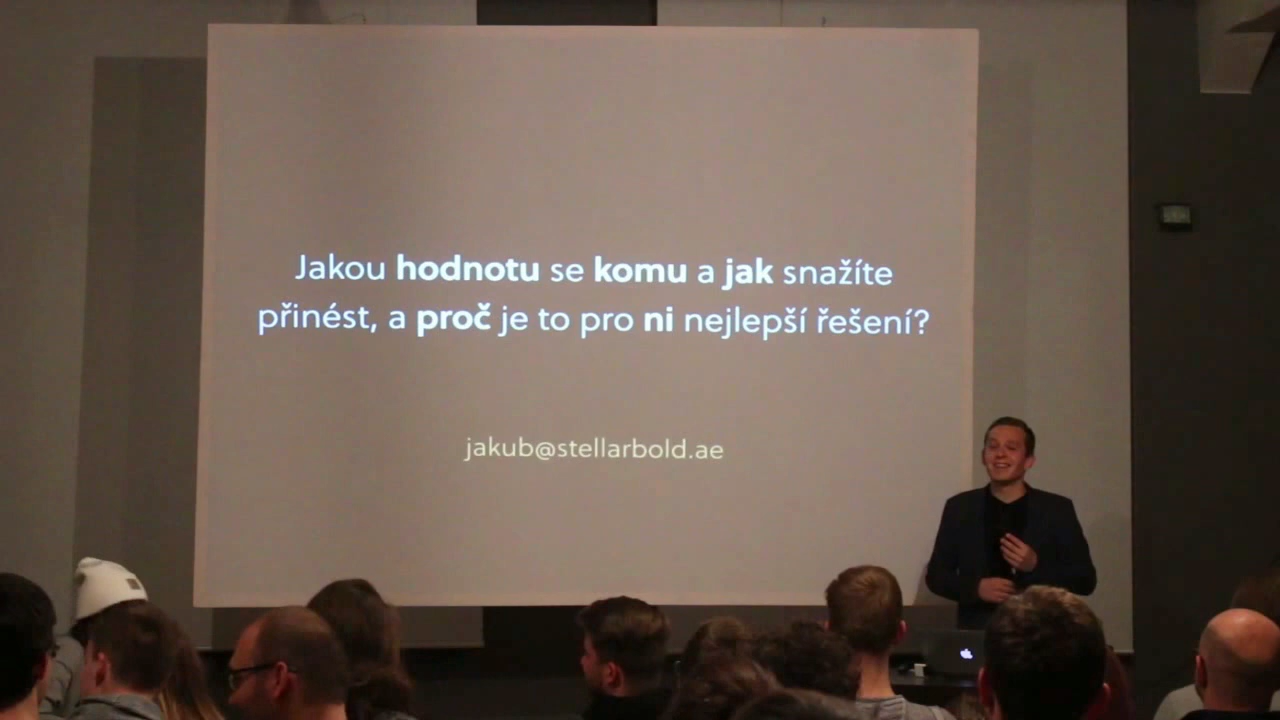 Jakou hodnotu se komu a jak snažíte
přinést, a proč je to pro ni nejlepší řešení?
jakub@stellarbold.ae